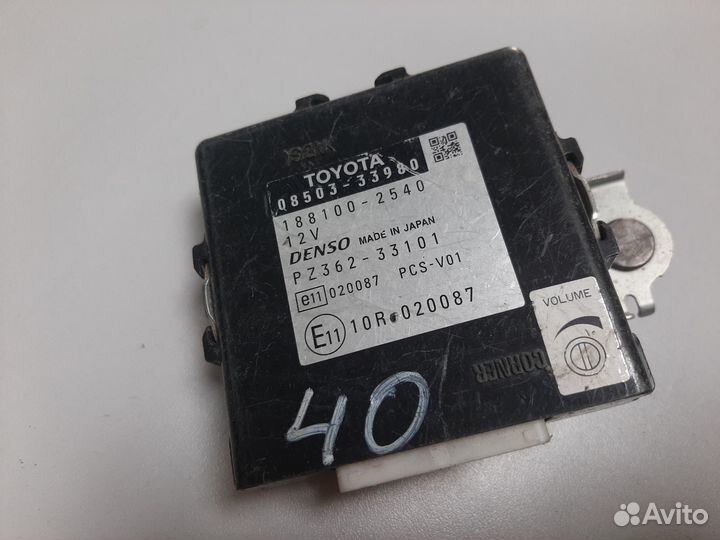 TOYOTA
08503-33980
188100-2540
12V
DENSO MADE IN JAPAN
PZ362-33101
e11 020087 PCS-V01
E11 10R-020087
VOLUME
CORNER
40
Avito